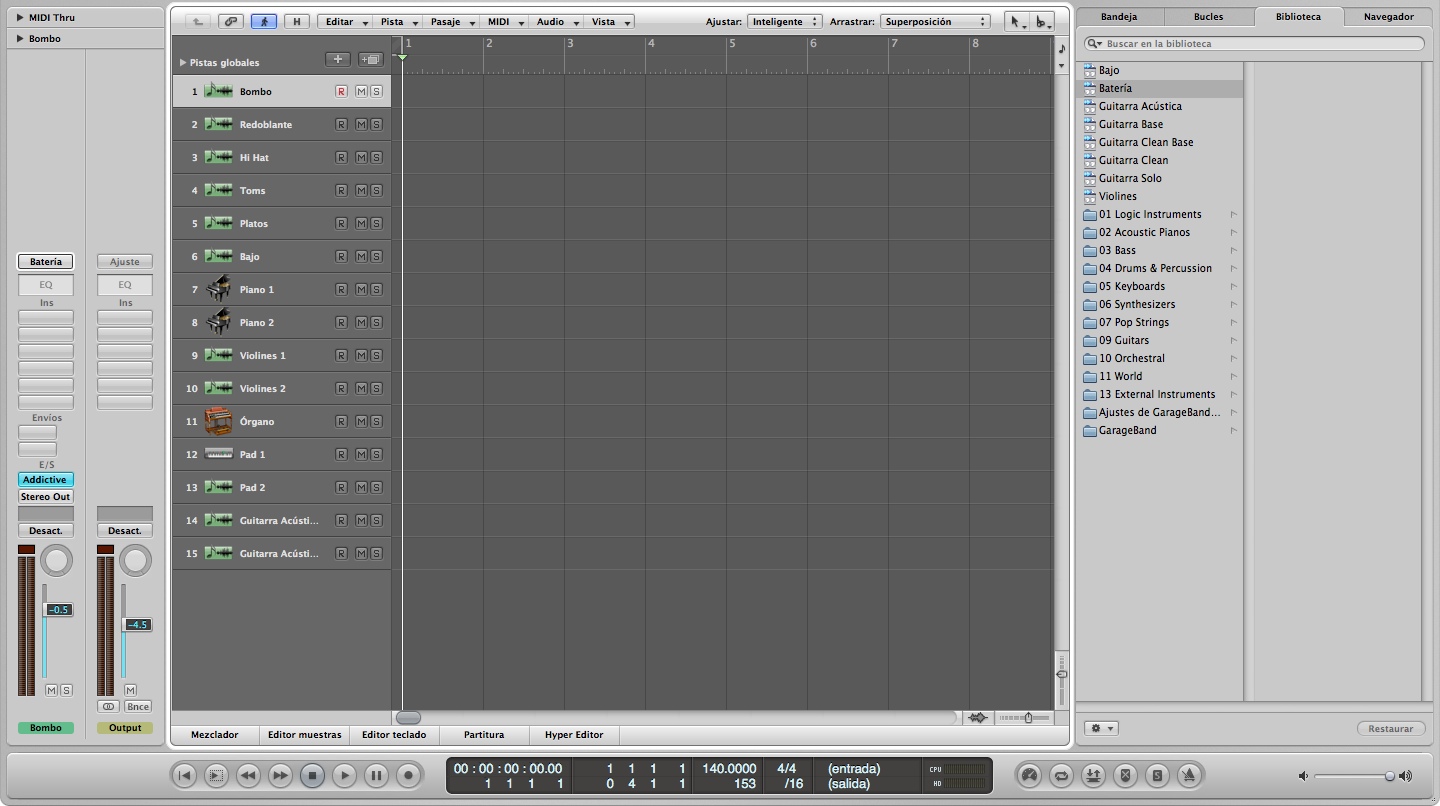 MIDI Thru
Bombo
H
Editar
Pista
Pasaje
MIDI
Audio
Vista
Ajustar:
Inteligente
Arrastrar:
Superposición
Bandeja
Bucles
Biblioteca
Navegador
Buscar en la biblioteca
Pistas globales
1 2 3 4 5 6 7 8
1 Bombo R M S
2 Redoblante R M S
3 Hi Hat R M S
4 Toms R M S
5 Platos R M S
6 Bajo R M S
7 Piano 1 R M S
8 Piano 2 R M S
9 Violines 1 R M S
10 Violines 2 R M S
11 Órgano R M S
12 Pad 1 R M S
13 Pad 2 R M S
14 Guitarra Acústi... R M S
15 Guitarra Acústi... R M S
Bajo
Batería
Guitarra Acústica
Guitarra Base
Guitarra Clean Base
Guitarra Clean
Guitarra Solo
Violines
01 Logic Instruments
02 Acoustic Pianos
03 Bass
04 Drums & Percussion
05 Keyboards
06 Synthesizers
07 Pop Strings
09 Guitars
10 Orchestral
11 World
13 External Instruments
Ajustes de GarageBand...
GarageBand
Batería Ajuste
EQ EQ
Ins Ins
Envíos
E/S
Addictive
Stereo Out
Desact. Desact.
-0.5
-4.5
M S M
Bnce
Bombo Output
Mezclador
Editor muestras
Editor teclado
Partitura
Hyper Editor
Restaurar
00 : 00 : 00 : 00.00 1 1 1 1 140.0000 4/4 (entrada) CPU
1 1 1 1 0 4 1 1 153 /16 (salida) HD
S